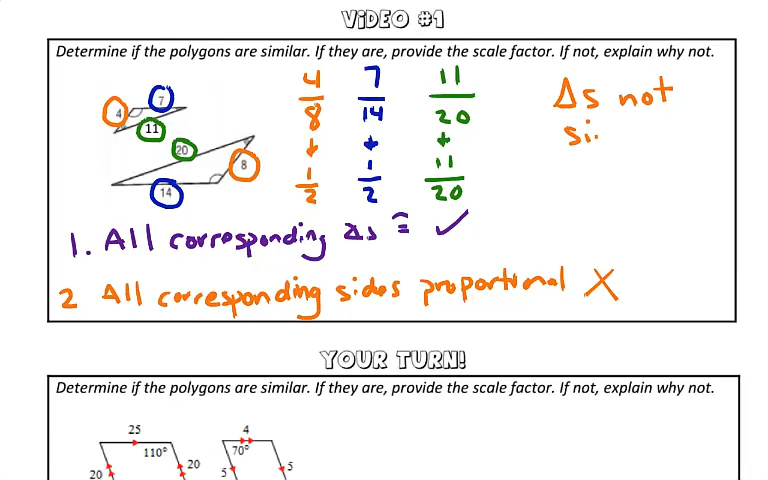 VIDEO #1
Determine if the polygons are similar. If they are, provide the scale factor. If not, explain why not.
4 7 11
20
14 8
4/8 7/14 11/20
↓ ↓ ↓
1/2 1/2 11/20
Δs not
si.
1. All corresponding ∡s ≅ ✓
2 All corresponding sides proportional X
YOUR TURN!
Determine if the polygons are similar. If they are, provide the scale factor. If not, explain why not.
25 4
110° 70°
20 20 5 5